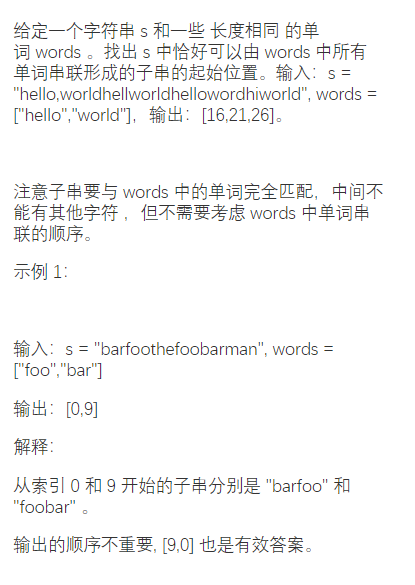 给定一个字符串 s 和一些 长度相同 的单
词 words 。找出 s 中恰好可以由 words 中所有
单词串联形成的子串的起始位置。输入：s =
"hello,worldhellworldhellowordhiworld", words =
["hello","world"]，输出：[16,21,26]。
注意子串要与 words 中的单词完全匹配，中间不
能有其他字符 ，但不需要考虑 words 中单词串
联的顺序。
示例 1：
输入：s = "barfoothefoobarman", words =
["foo","bar"]
输出：[0,9]
解释：
从索引 0 和 9 开始的子串分别是 "barfoo" 和
"foobar" 。
输出的顺序不重要, [9,0] 也是有效答案。